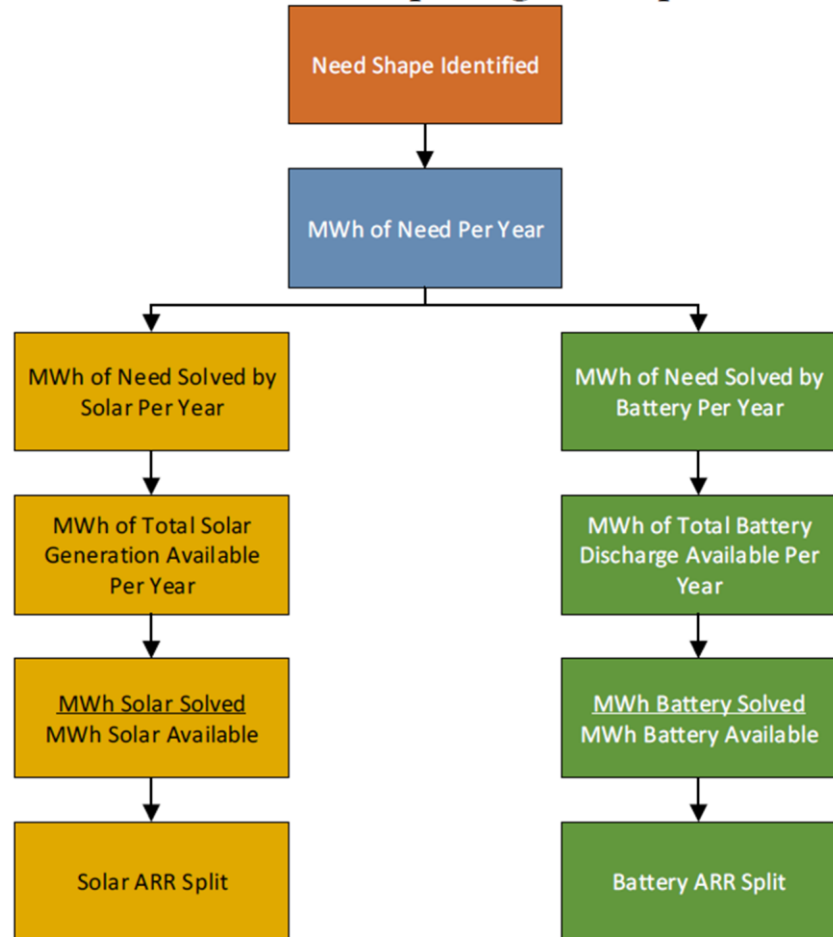 Need Shape Identified
MWh of Need Per Year
MWh of Need Solved by
Solar Per Year
MWh of Total Solar
Generation Available
Per Year
MWh Solar Solved
MWh Solar Available
Solar ARR Split
MWh of Need Solved by
Battery Per Year
MWh of Total Battery
Discharge Available Per
Year
MWh Battery Solved
MWh Battery Available
Battery ARR Split